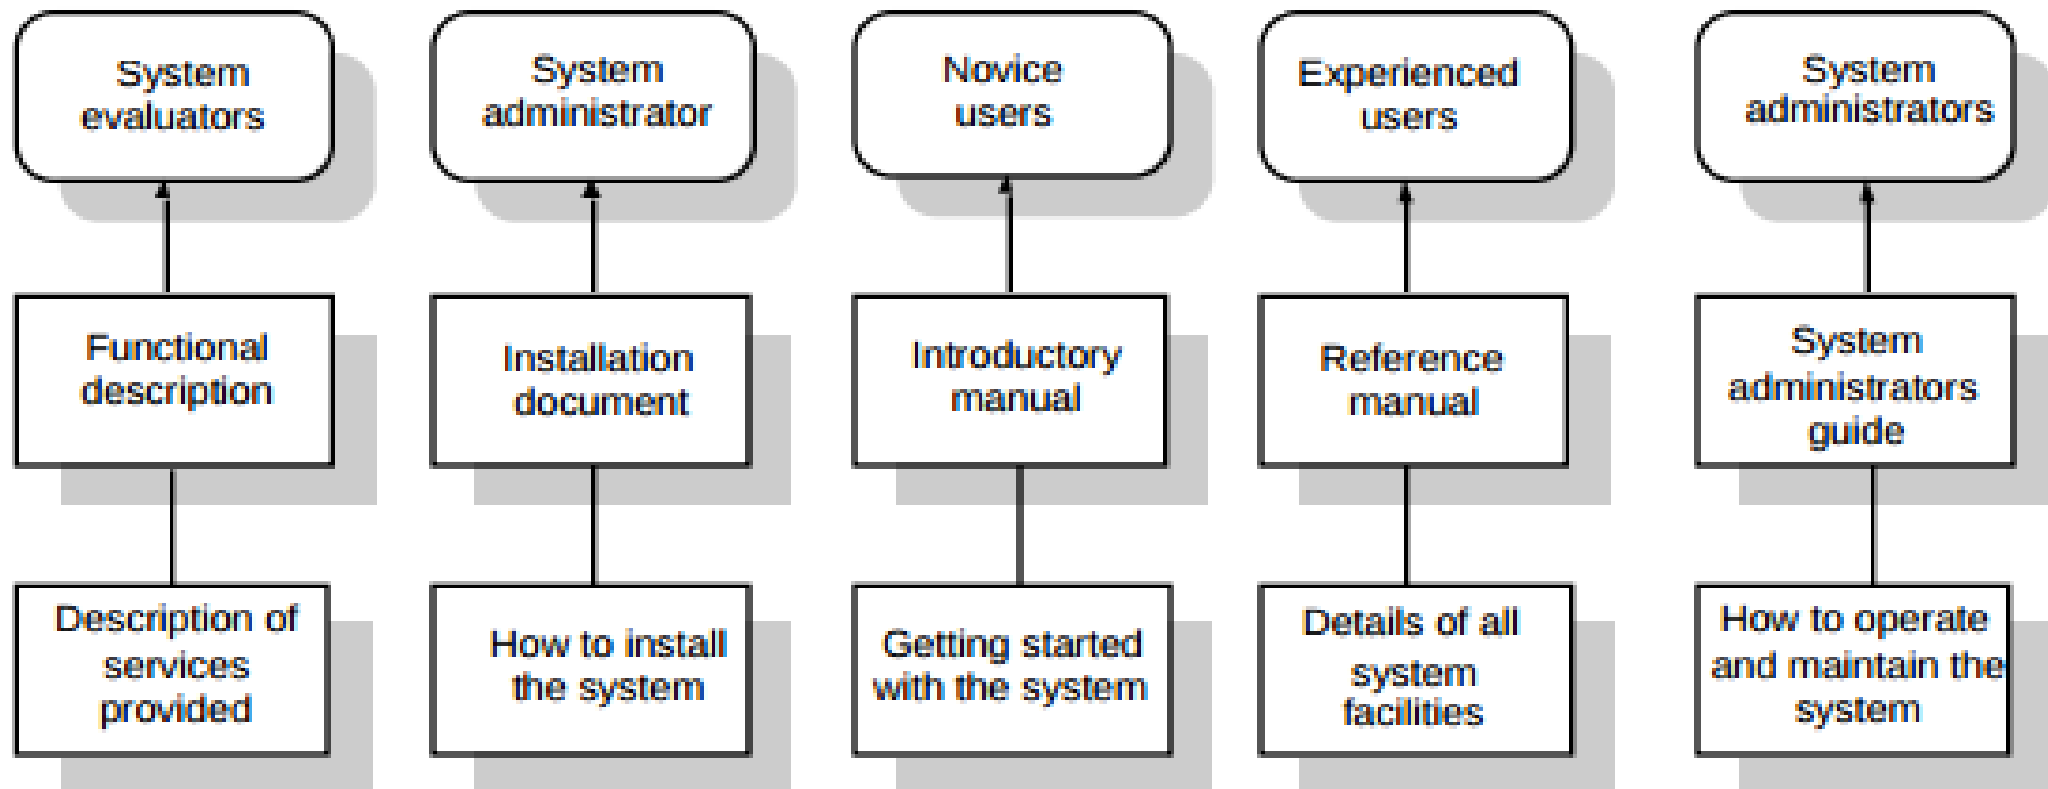 System
evaluators
System
administrator
Novice
users
Experienced
users
System
administrators
Functional
description
Installation
document
Introductory
manual
Reference
manual
System
administrators
guide
Description of
services
provided
How to install
the system
Getting started
with the system
Details of all
system
facilities
How to operate
and maintain the
system